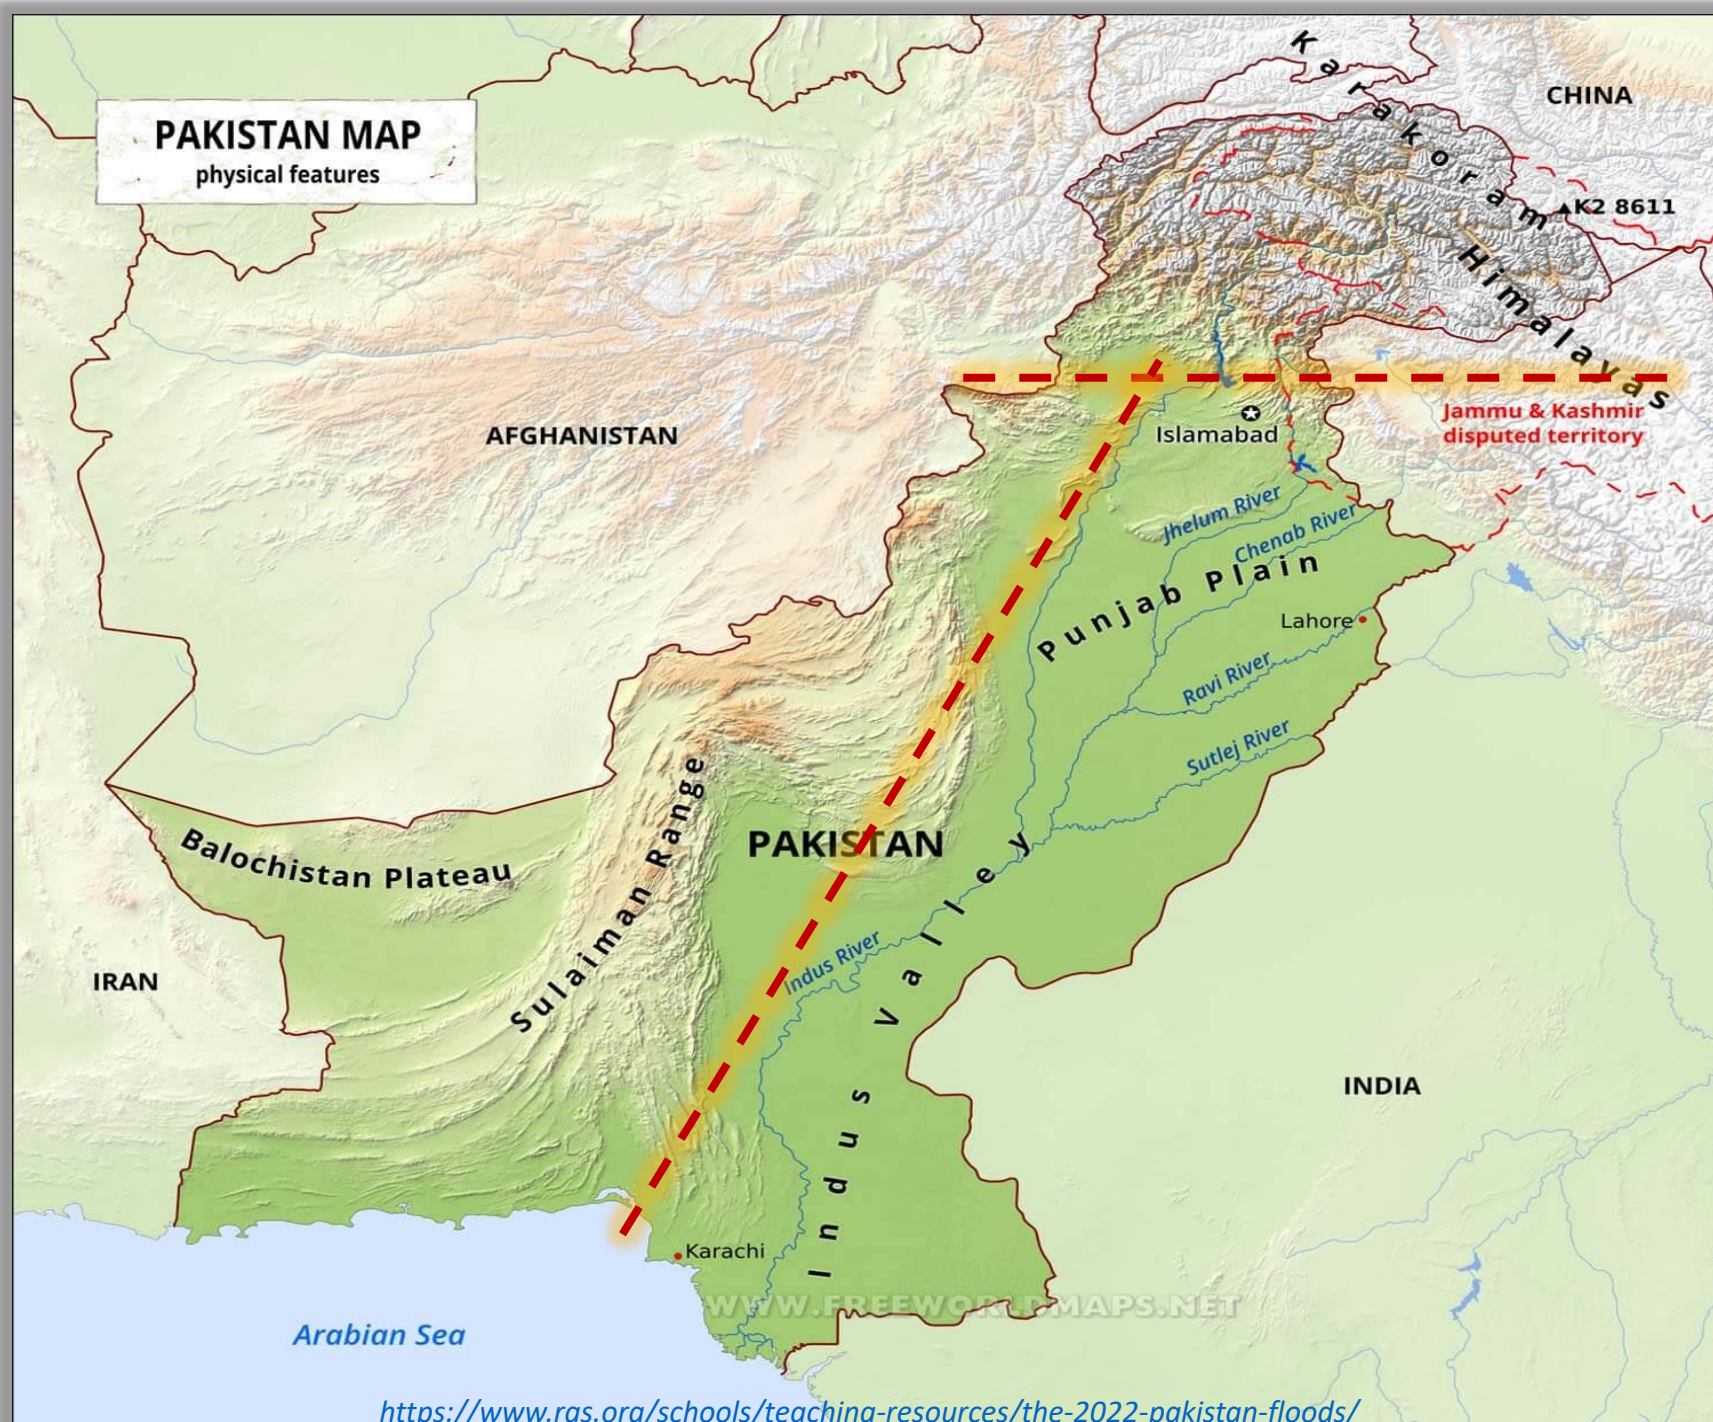 PAKISTAN MAP
physical features
Karakoram
CHINA
K2 8611
Himalayas
Jammu & Kashmir
disputed territory
AFGHANISTAN
Islamabad
Jhelum River
Chenab River
Punjab Plain
Lahore
Ravi River
Sutlej River
Sulaiman Range
PAKISTAN
Balochistan Plateau
Indus River
Indus Valley
IRAN
INDIA
Karachi
WWW.FREEWORLDMAPS.NET
Arabian Sea
https://www.rgs.org/schools/teaching-resources/the-2022-pakistan-floods/